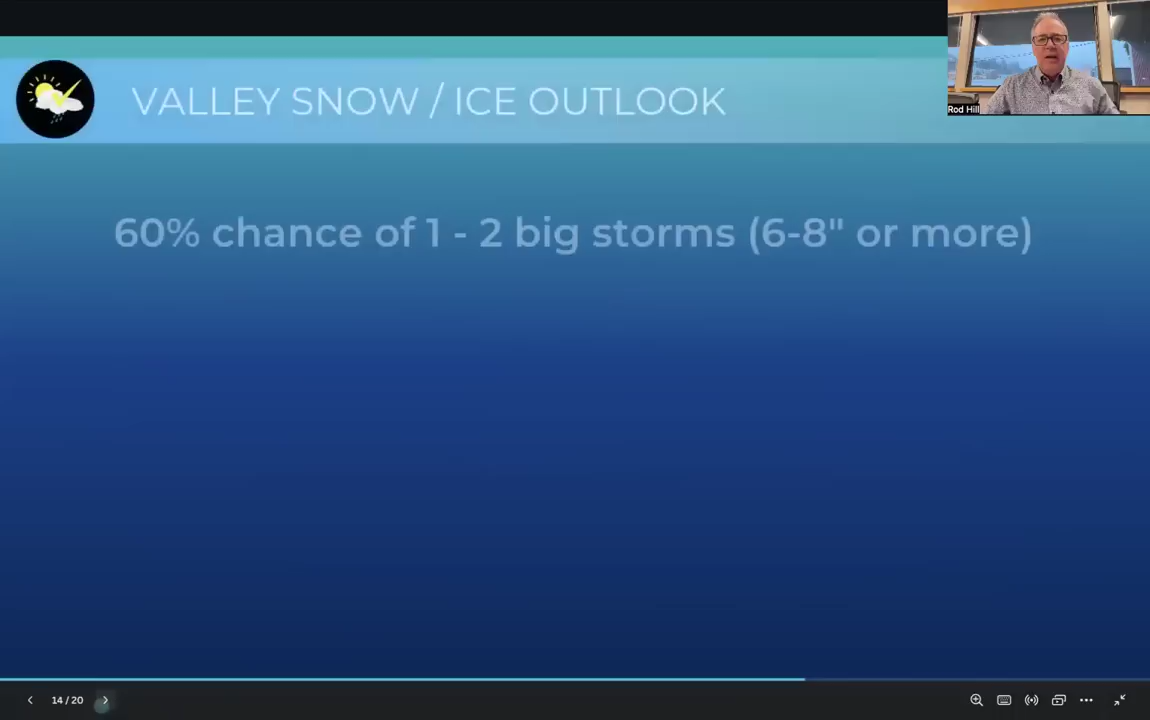 VALLEY SNOW / ICE OUTLOOK
Rod Hill
60% chance of 1 - 2 big storms (6-8" or more)
14 / 20